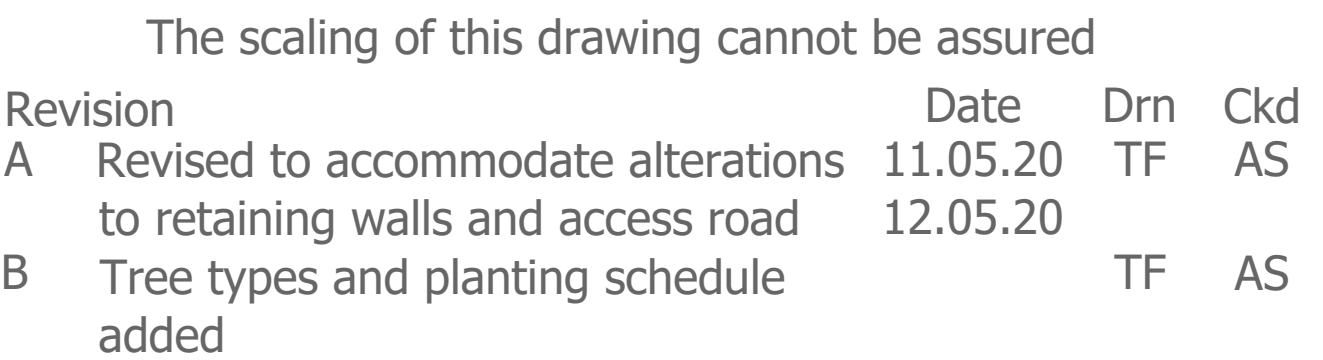 The scaling of this drawing cannot be assured
Revision Date Drn Ckd
A Revised to accommodate alterations 11.05.20 TF AS
to retaining walls and access road 12.05.20
B Tree types and planting schedule TF AS
added